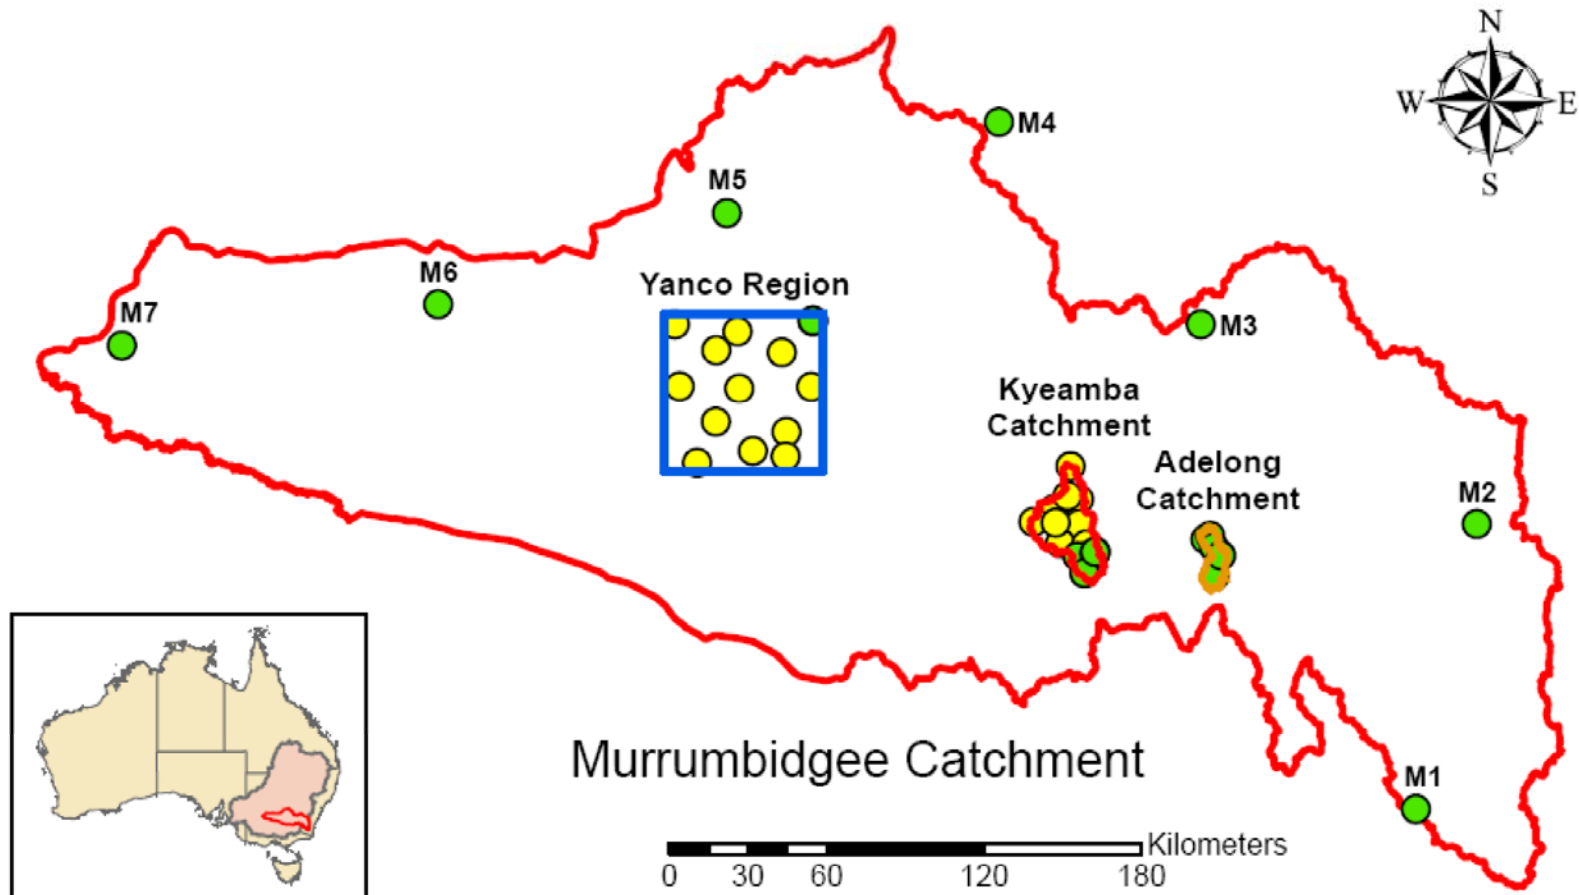 N
W E
S
M4
M5
M6
Yanco Region
M7
M3
Kyeamba
Catchment
Adelong
Catchment
M2
Murrumbidgee Catchment
M1
Kilometers
0 30 60 120 180